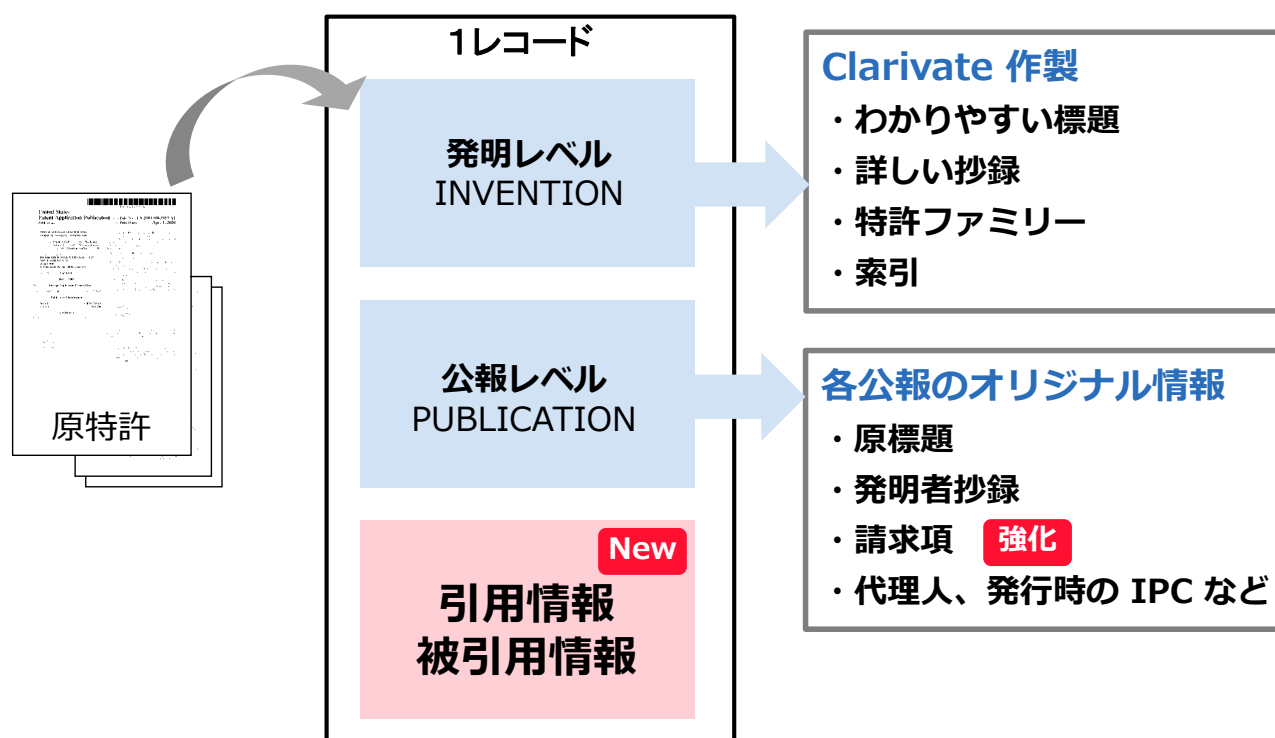 1レコード
発明レベル
INVENTION
公報レベル
PUBLICATION
New
引用情報
被引用情報
United States
Patent Application Publication
原特許
Clarivate 作製
・わかりやすい標題
・詳しい抄録
・特許ファミリー
・索引
各公報のオリジナル情報
・原標題
・発明者抄録
・請求項 強化
・代理人、発行時の IPC など